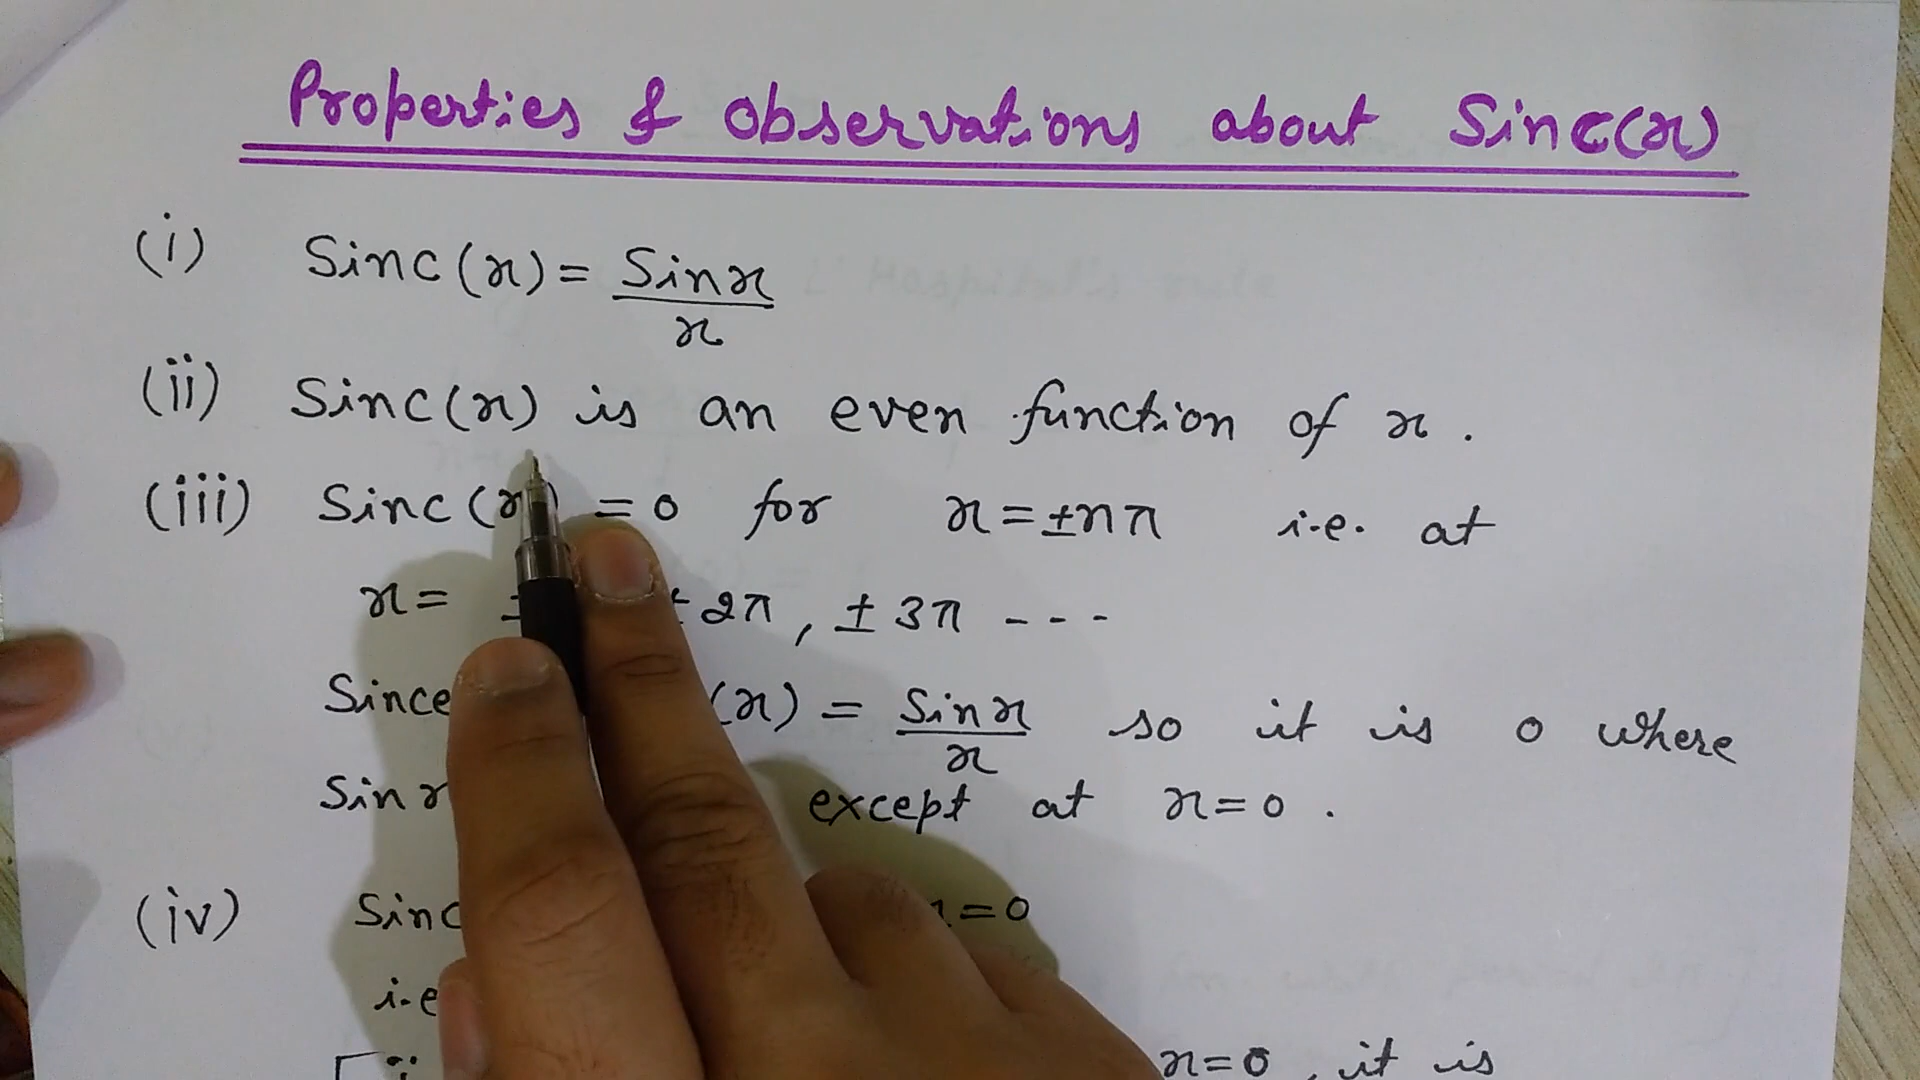 Properties & observations about Sinc(x)
(i) Sinc(x) = Sinx / x
(ii) Sinc(x) is an even function of x.
(iii) Sinc(x) = 0 for x = ±nπ i.e. at
x = ± 2π, ± 3π ---
Since (x) = Sinx / x so it is 0 where
Sin x except at x = 0.
(iv) Sinc x=0
i.e
x=0, it is